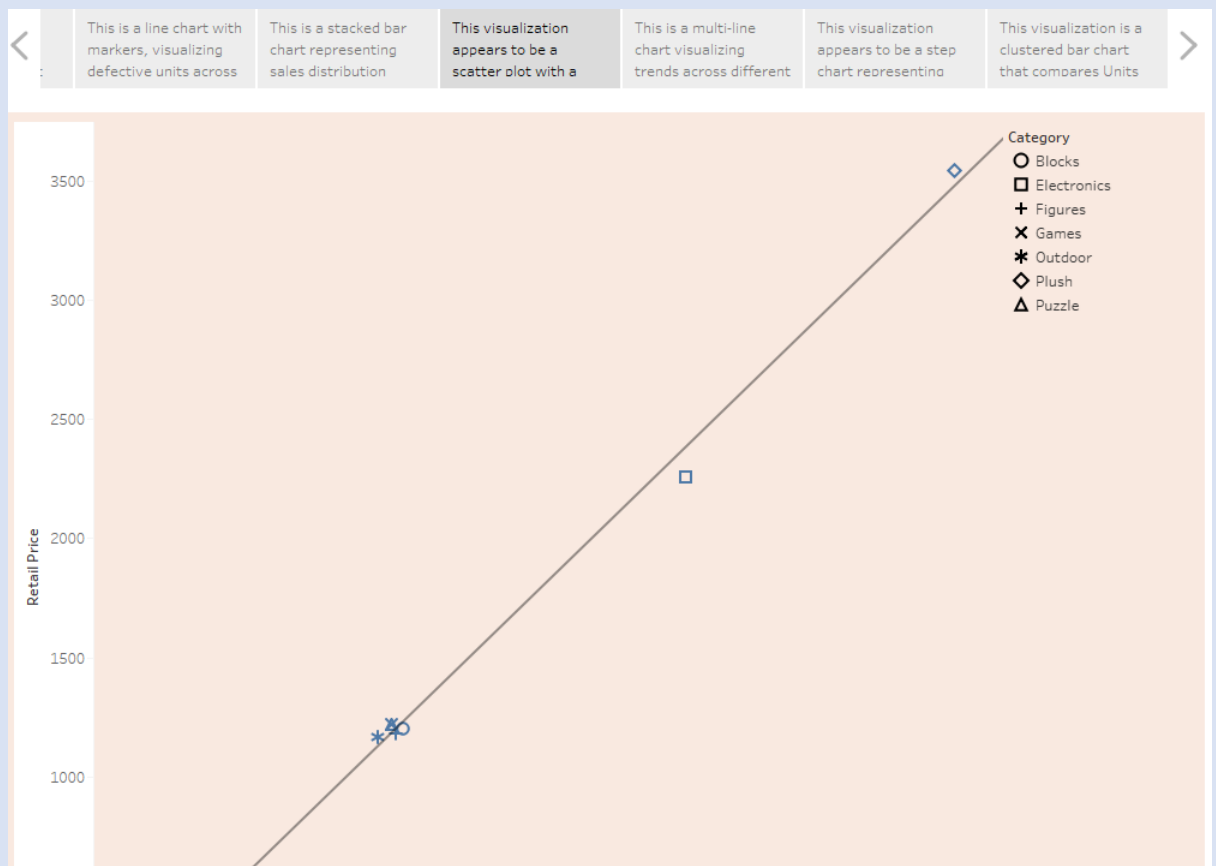 :
This is a line chart with
markers, visualizing
defective units across
This is a stacked bar
chart representing
sales distribution
This visualization
appears to be a
scatter plot with a
This is a multi-line
chart visualizing
trends across different
This visualization
appears to be a step
chart representing
This visualization is a
clustered bar chart
that compares Units
Category
Blocks
Electronics
Figures
Games
Outdoor
Plush
Puzzle
3500
3000
2500
2000
1500
1000
Retail Price